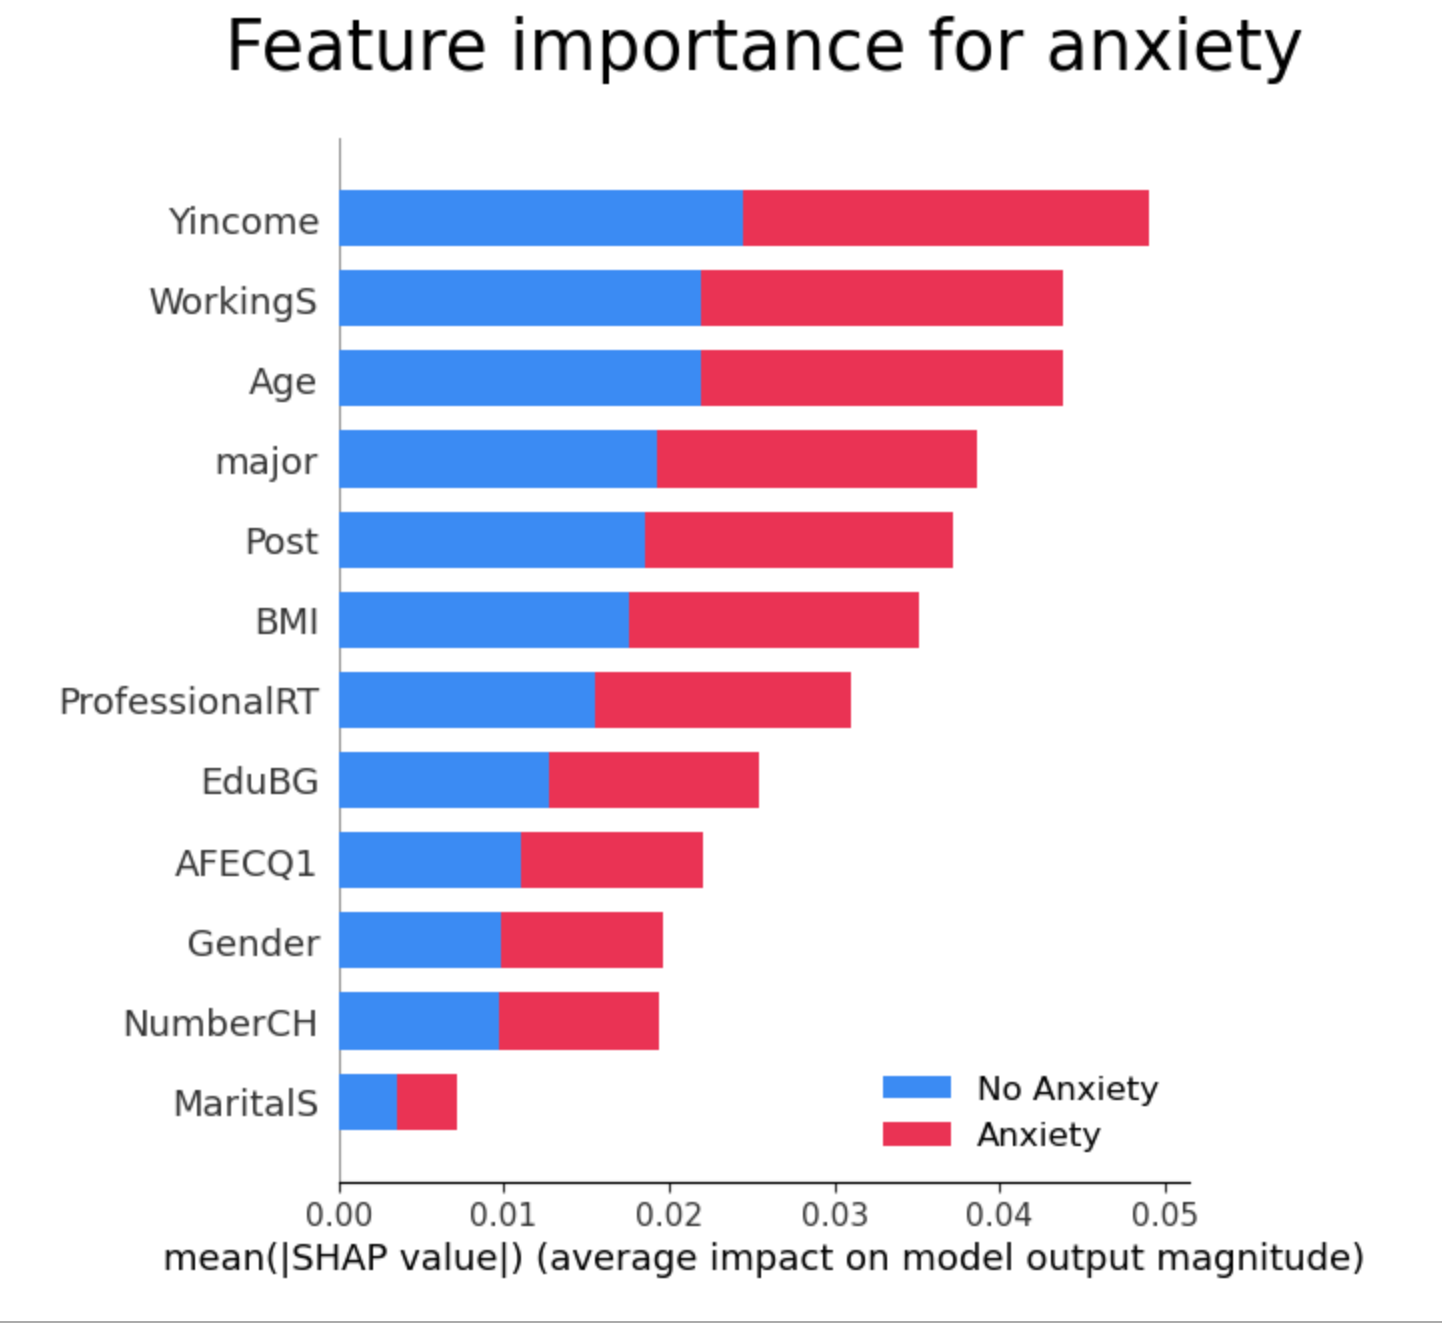 Feature importance for anxiety
Yincome
WorkingS
Age
major
Post
BMI
ProfessionalRT
EduBG
AFECQ1
Gender
NumberCH
MaritalS
No Anxiety
Anxiety
0.00 0.01 0.02 0.03 0.04 0.05
mean(|SHAP value|) (average impact on model output magnitude)